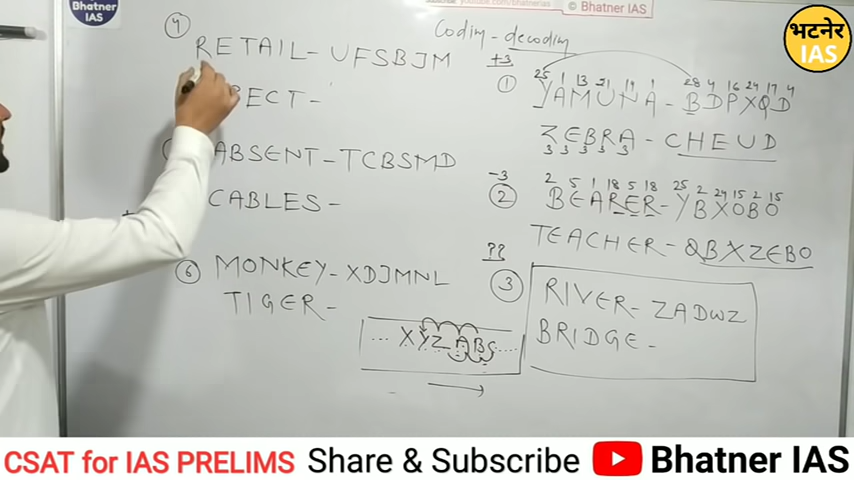 Bhatner
IAS
Bhatner IAS
भटनेर
IAS
Coding - decoding
4 RETAIL - UFSBJM
PECT -
ABSENT - TCBSMD
CABLES -
6 MONKEY - XDJMNL
TIGER -
... XYZ ABC ...
+3
1 25 1 13 21 14 1 28 4 16 24 17 4
YAMUNA - BDPXQD
ZEBRA - CHEUD
3 3 3 3 3
-3
2 2 5 1 18 5 18 25 2 24 15 2 15
BEARER - YBXOBO
TEACHER - QBXZEBO
??
3 RIVER - ZADWZ
BRIDGE -
CSAT for IAS PRELIMS Share & Subscribe Bhatner IAS